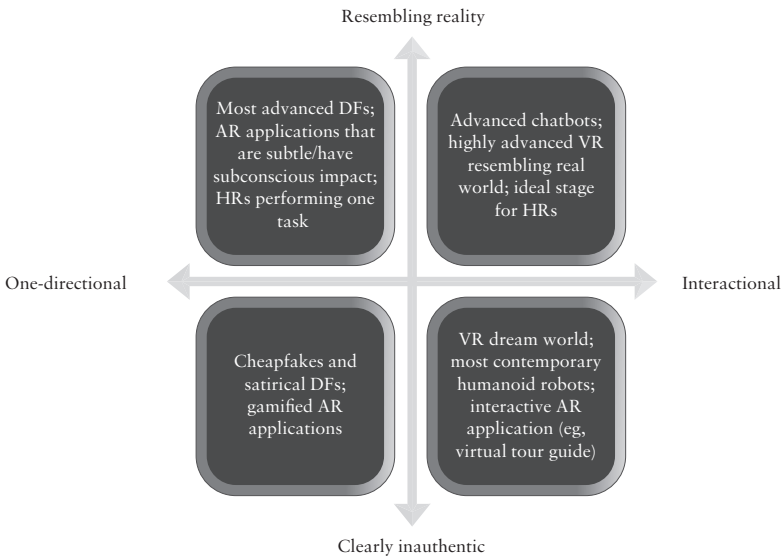 Resembling reality
Most advanced DFs;
AR applications that
are subtle/have
subconscious impact;
HRs performing one
task
Advanced chatbots;
highly advanced VR
resembling real
world; ideal stage
for HRs
One-directional
Interactional
Cheapfakes and
satirical DFs;
gamified AR
applications
VR dream world;
most contemporary
humanoid robots;
interactive AR
application (eg,
virtual tour guide)
Clearly inauthentic